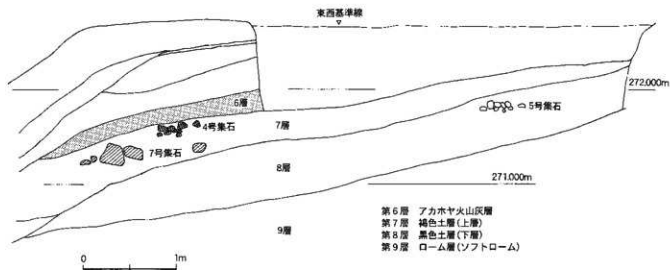 東西基準線
272.000m
6層
4号集石
7層
5号集石
7号集石
8層
271.000m
9層
第6層 アカホヤ火山灰層
第7層 褐色土層(上層)
第8層 黒色土層(下層)
第9層 ローム層(ソフトローム)
0 1m